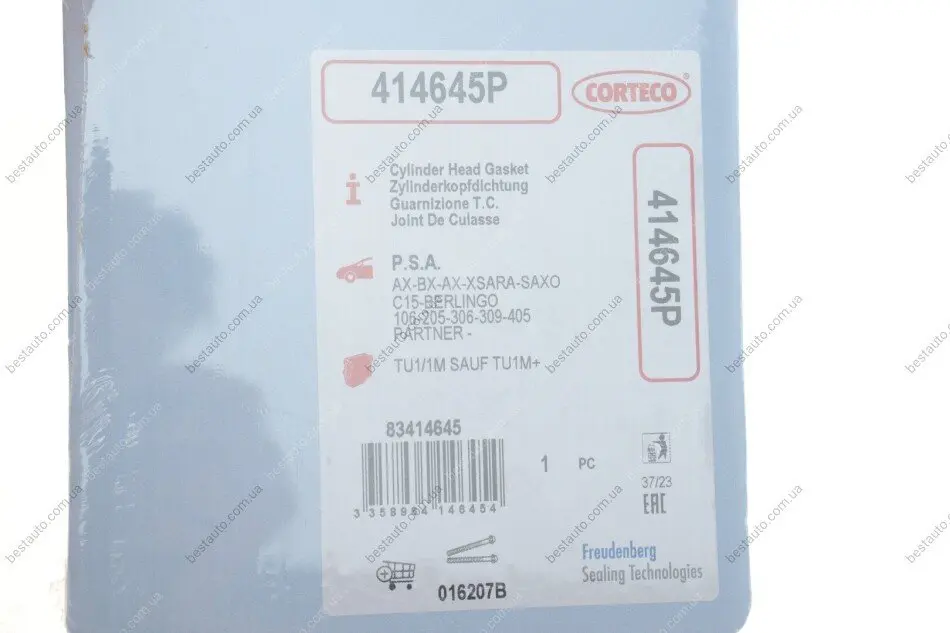 414645P
CORTECO®
Cylinder Head Gasket
Zylinderkopfdichtung
Guarnizione T.C.
Joint De Culasse
414645P
P.S.A.
AX-BX-AX-XSARA-SAXO
C15-BERLINGO
106-205-306-309-405
PARTNER -
TU1/1M SAUF TU1M+
83414645
1 PC
37/23
EAC
Freudenberg
Sealing Technologies
016207B
bestauto.com.ua